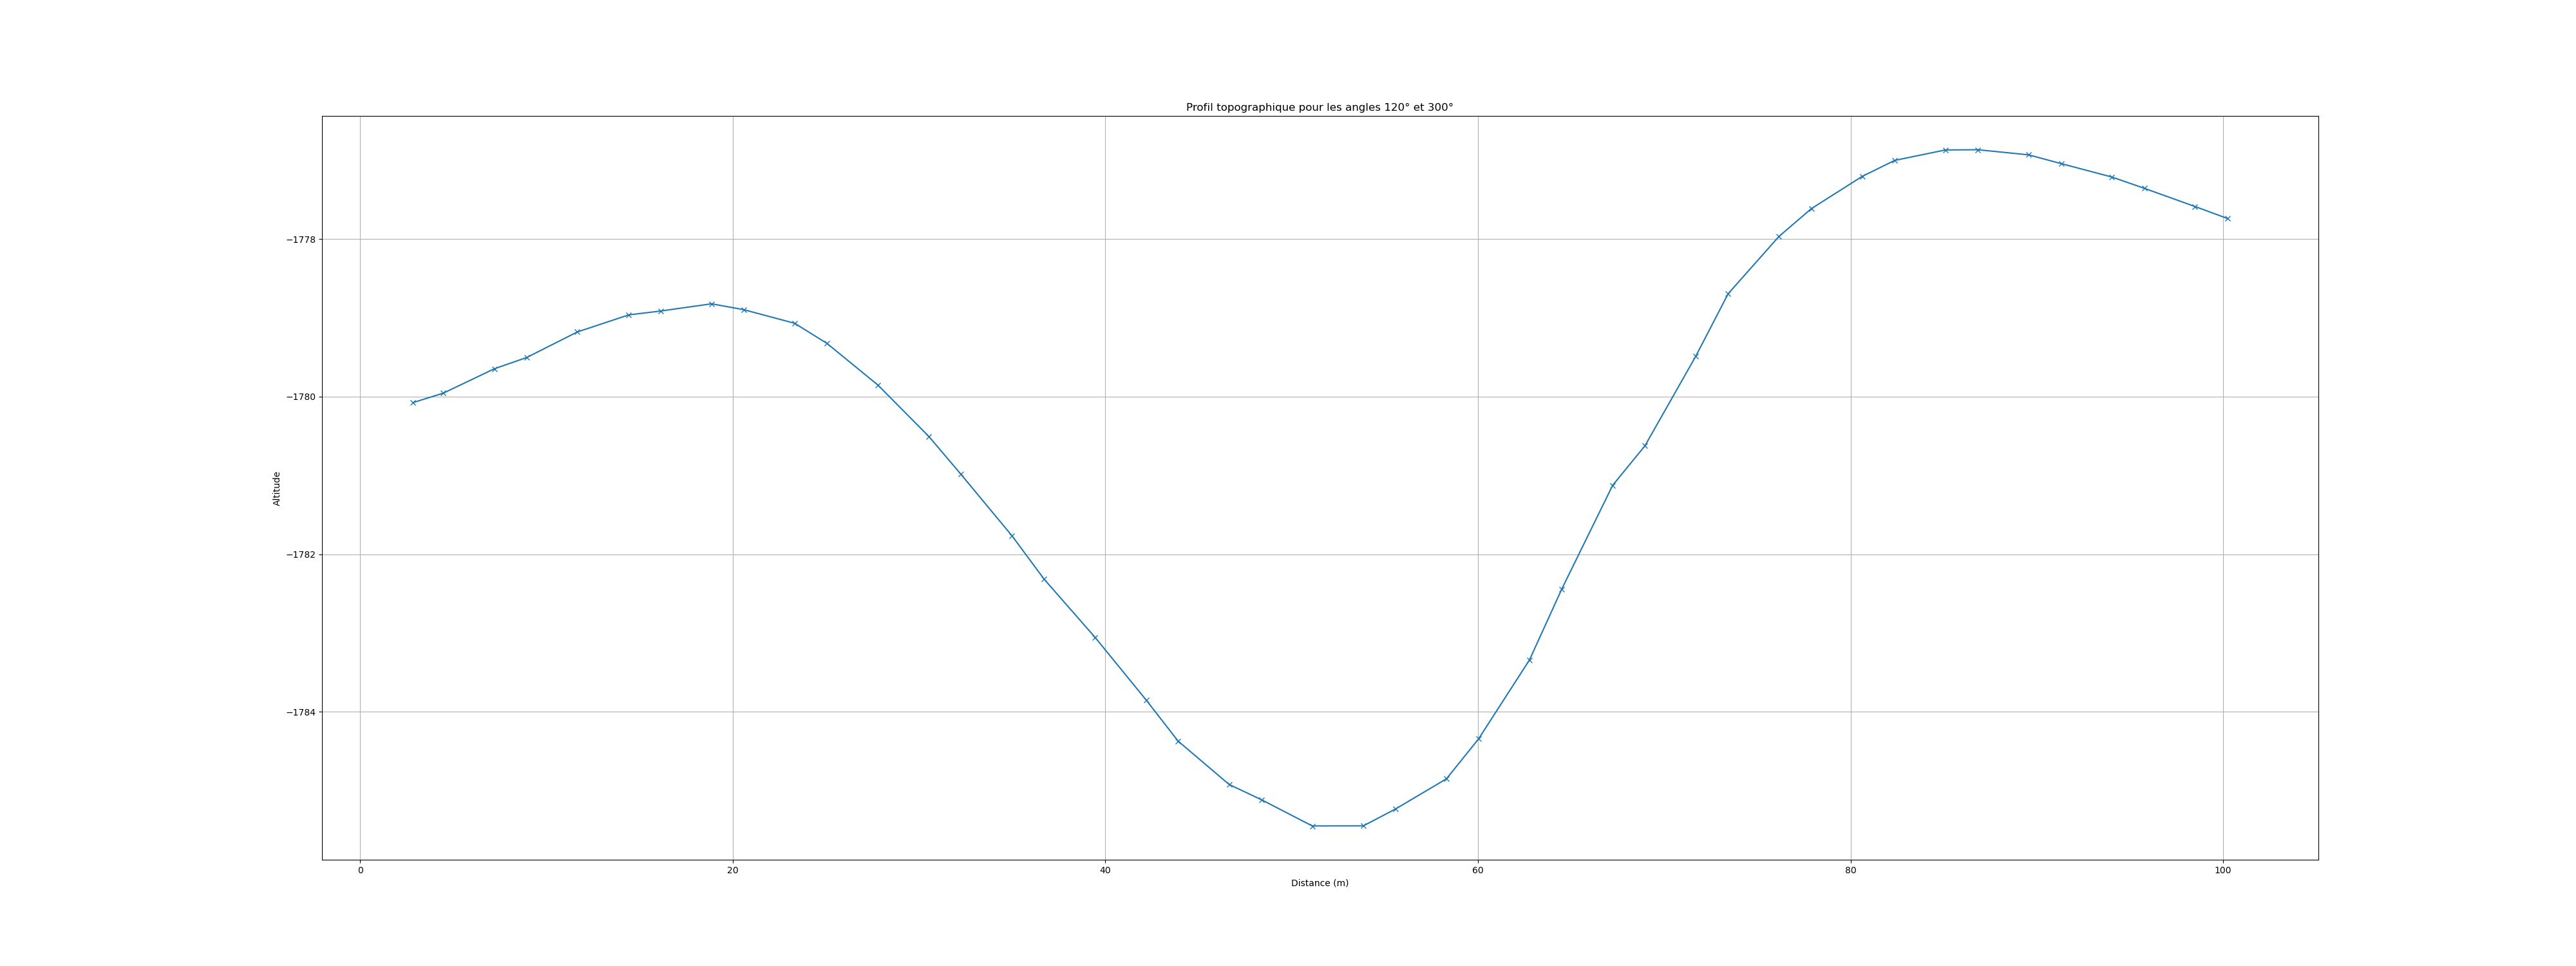 Profil topographique pour les angles 120° et 300°
Altitude
−1778
−1780
−1782
−1784
0 20 40 60 80 100
Distance (m)